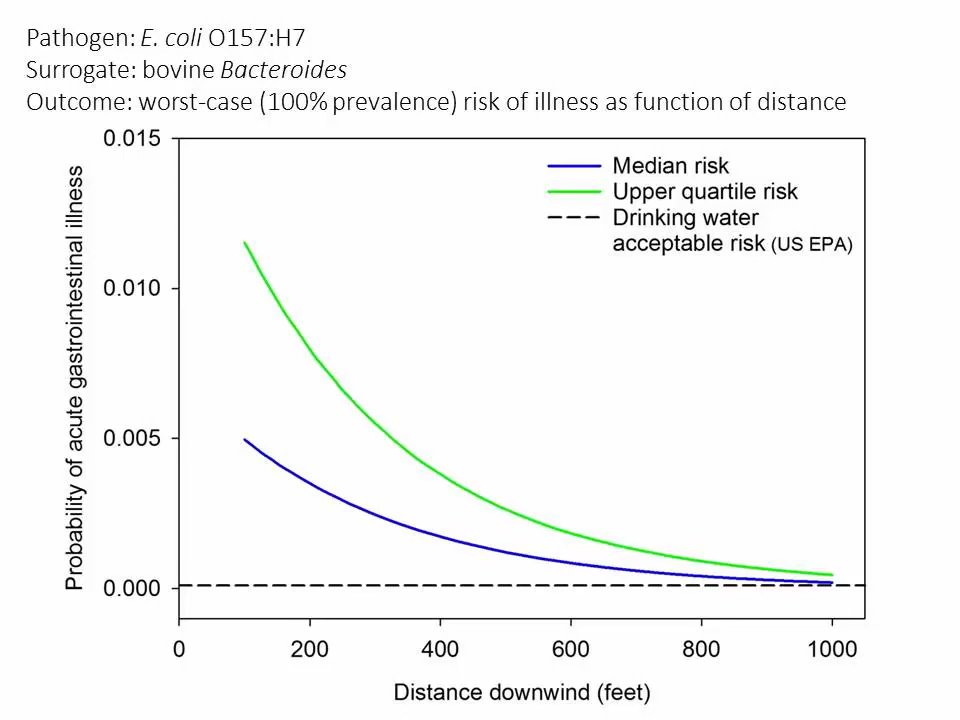 Pathogen: E. coli O157:H7
Surrogate: bovine Bacteroides
Outcome: worst-case (100% prevalence) risk of illness as function of distance
0.015
0.010
0.005
0.000
Probability of acute gastrointestinal illness
Median risk
Upper quartile risk
Drinking water
acceptable risk (US EPA)
0 200 400 600 800 1000
Distance downwind (feet)